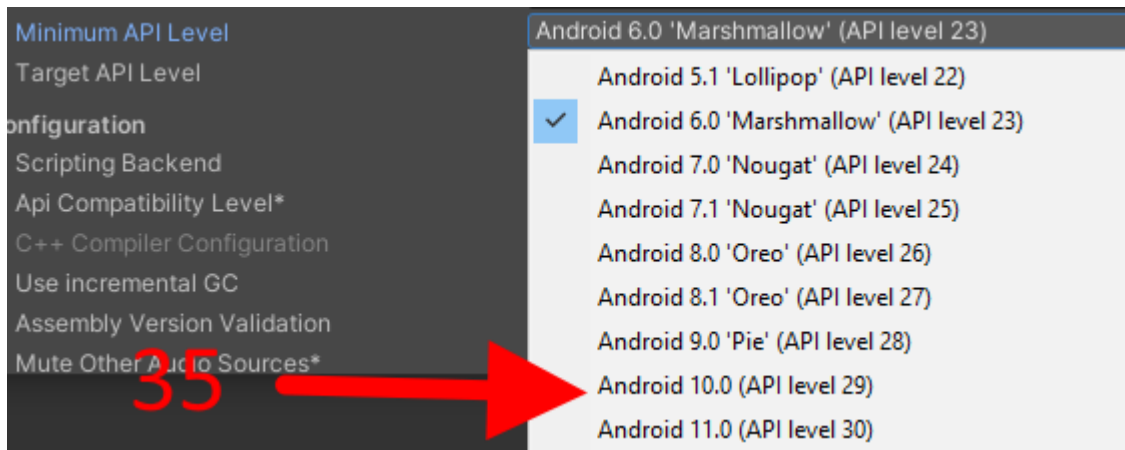 Minimum API Level
Android 6.0 'Marshmallow' (API level 23)
Target API Level
Android 5.1 'Lollipop' (API level 22)
onfiguration
Android 6.0 'Marshmallow' (API level 23)
Scripting Backend
Android 7.0 'Nougat' (API level 24)
Api Compatibility Level*
Android 7.1 'Nougat' (API level 25)
C++ Compiler Configuration
Android 8.0 'Oreo' (API level 26)
Use incremental GC
Android 8.1 'Oreo' (API level 27)
Assembly Version Validation
Android 9.0 'Pie' (API level 28)
Mute Other Audio Sources*
35
Android 10.0 (API level 29)
Android 11.0 (API level 30)